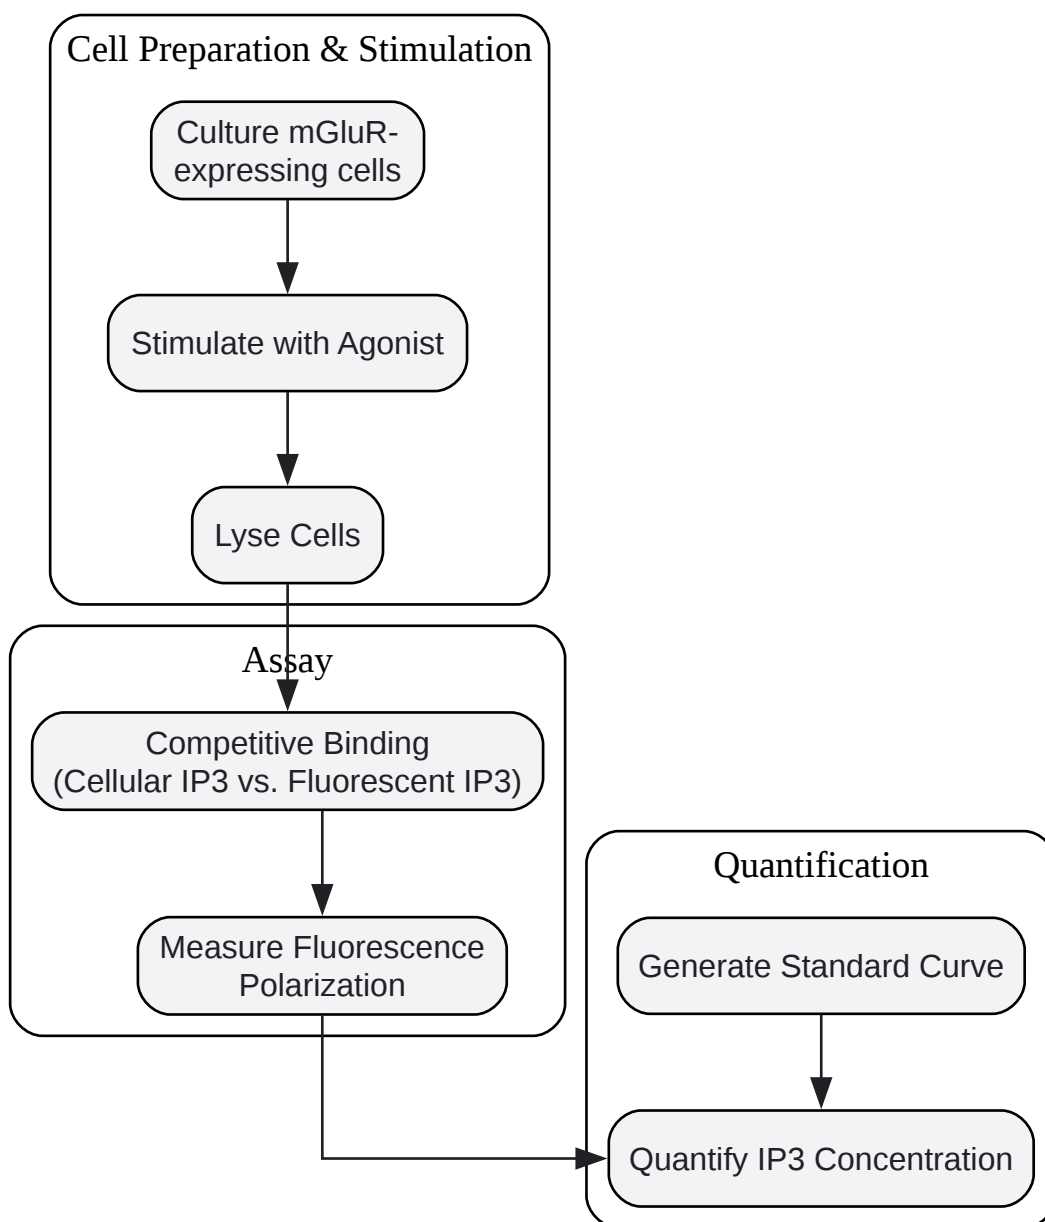 Cell Preparation & Stimulation
Culture mGluR-
expressing cells
Stimulate with Agonist
Lyse Cells
Assay
Competitive Binding
(Cellular IP3 vs. Fluorescent IP3)
Measure Fluorescence
Polarization
Quantification
Generate Standard Curve
Quantify IP3 Concentration